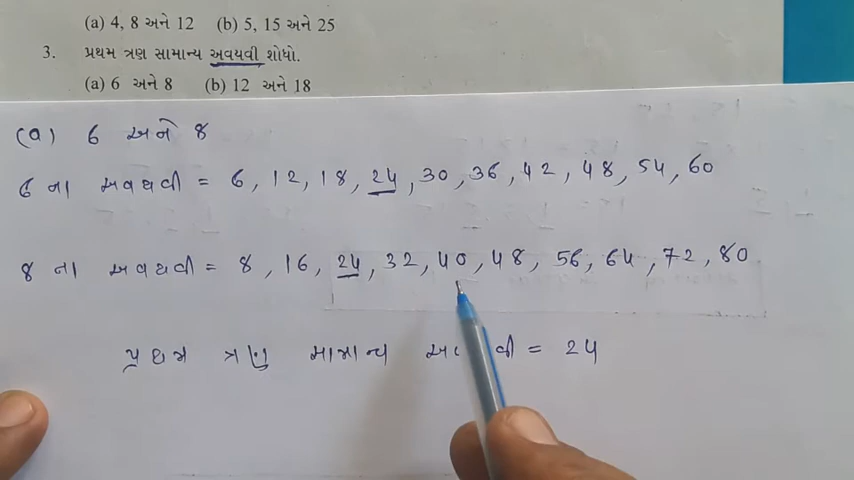 (a) 4, 8 અને 12 (b) 5, 15 અને 25
3. પ્રથમ ત્રણ સામાન્ય અવયવી શોધો.
(a) 6 અને 8 (b) 12 અને 18
(a) 6 અને 8
6 ના અવયવી = 6, 12, 18, 24, 30, 36, 42, 48, 54, 60
8 ના અવયવી = 8, 16, 24, 32, 40, 48, 56, 64, 72, 80
પ્રથમ ત્રણ સામાન્ય = 24